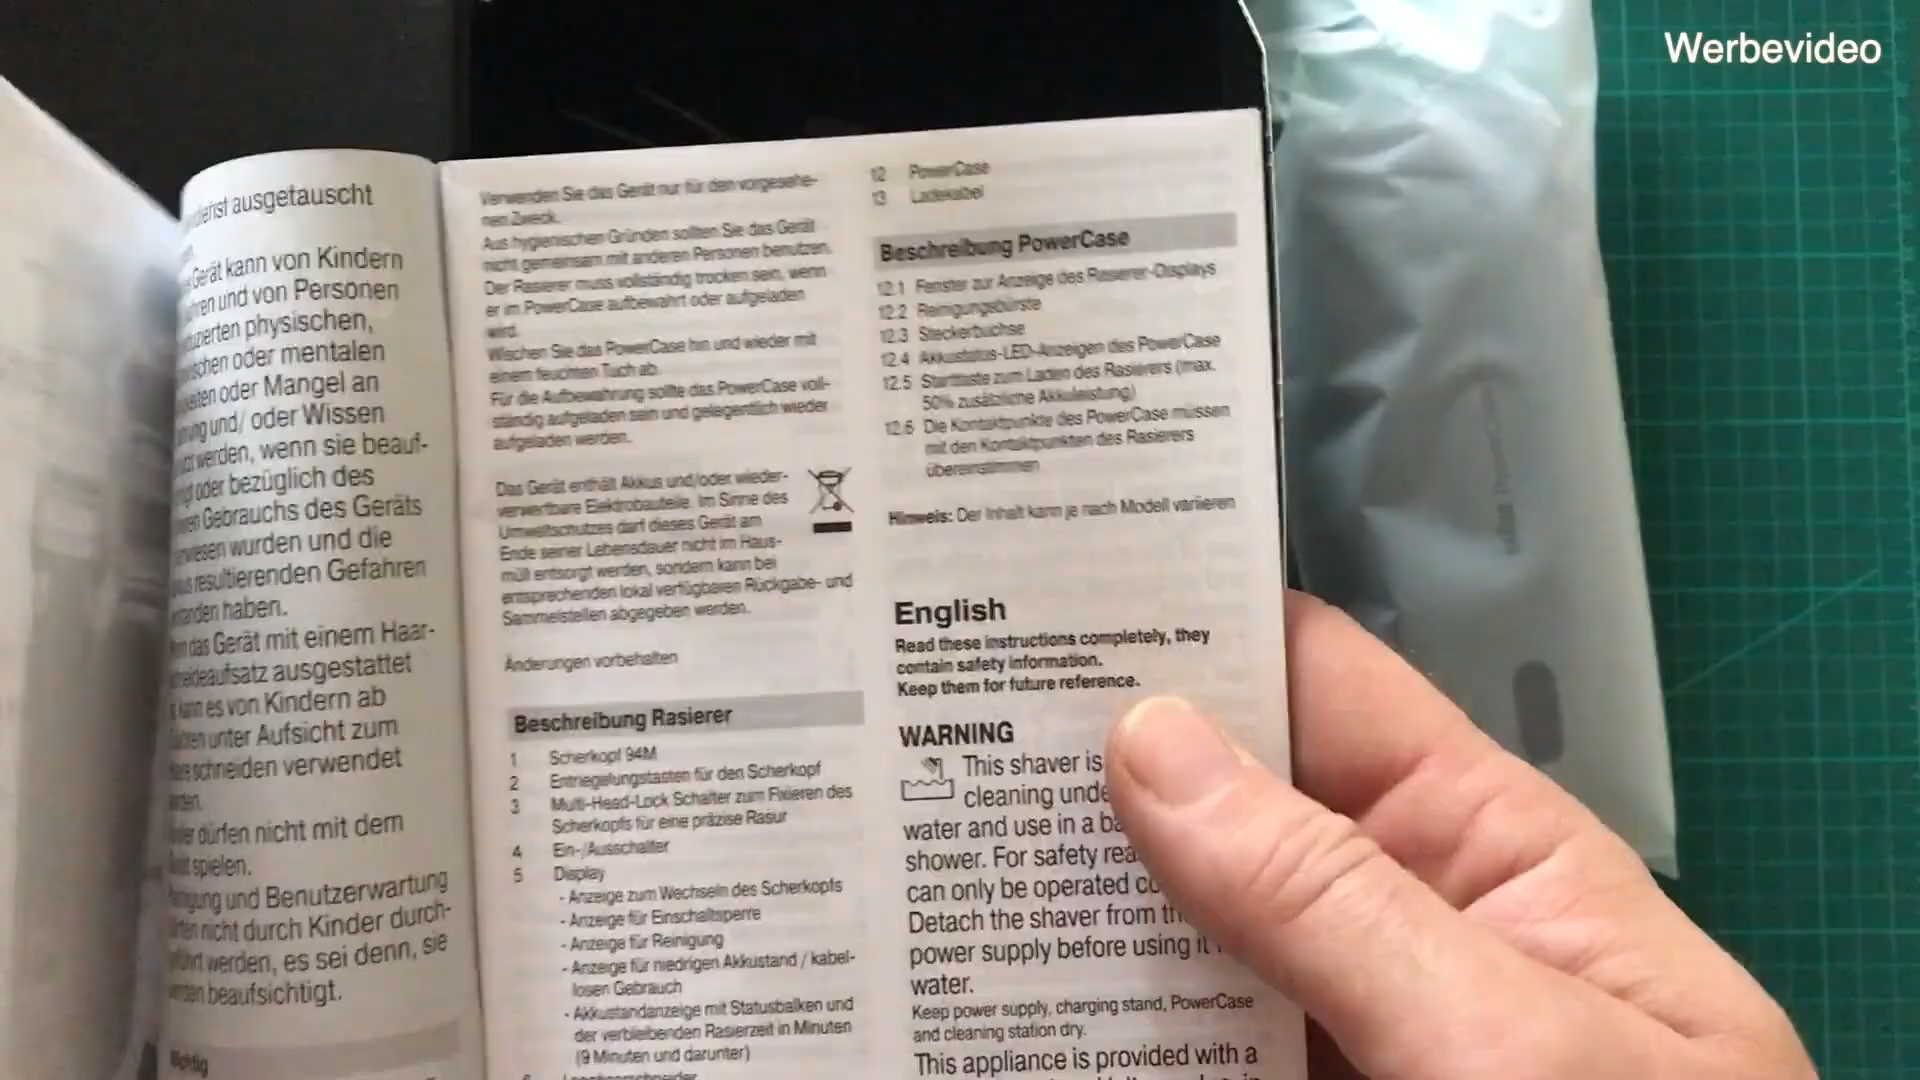 Werbevideo
ausgetauscht
Gerät kann von Kindern
und von Personen
physischen,
oder mentalen
oder Mangel an
und/ oder Wissen
werden, wenn sie beauf-
oder bezüglich des
Gebrauchs des Geräts
wurden und die
resultierenden Gefahren
haben.
das Gerät mit einem Haar-
ausgestattet
es von Kindern ab
unter Aufsicht zum
schneiden verwendet
dürfen nicht mit dem
spielen.
und Benutzerwartung
nicht durch Kinder durch-
werden, es sei denn, sie
beaufsichtigt.
Wichtig
Verwenden Sie das Gerät nur für den vorgesehe-
nen Zweck.
Aus hygienischen Gründen sollten Sie das Gerät
nicht gemeinsam mit anderen Personen benutzen.
Der Rasierer muss vollständig trocken sein, wenn
er im PowerCase aufbewahrt oder aufgeladen
wird.
Wischen Sie das PowerCase hin und wieder mit
einem feuchten Tuch ab.
Für die Aufbewahrung sollte das PowerCase voll-
ständig aufgeladen sein und gelegentlich wieder
aufgeladen werden.
Das Gerät enthält Akkus und/oder wieder-
verwertbare Elektrobauteile. Im Sinne des
Umweltschutzes darf dieses Gerät am
Ende seiner Lebensdauer nicht im Haus-
müll entsorgt werden, sondern kann bei
entsprechenden lokal verfügbaren Rückgabe- und
Sammelstellen abgegeben werden.
Änderungen vorbehalten
Beschreibung Rasierer
1 Scherkopf 94M
2 Entriegelungstasten für den Scherkopf
3 Multi-Head-Lock Schalter zum Fixieren des
Scherkopfs für eine präzise Rasur
4 Ein-/Ausschalter
5 Display
- Anzeige zum Wechseln des Scherkopfs
- Anzeige für Einschaltsperre
- Anzeige für Reinigung
- Anzeige für niedrigen Akkustand / kabel-
losen Gebrauch
- Akkustandanzeige mit Statusbalken und
der verbleibenden Rasierzeit in Minuten
(9 Minuten und darunter)
12 PowerCase
13 Ladekabel
Beschreibung PowerCase
12.1 Fenster zur Anzeige des Rasierer-Displays
12.2 Reinigungsbürste
12.3 Steckerbuchse
12.4 Akkustatus-LED-Anzeigen des PowerCase
12.5 Starttaste zum Laden des Rasierers (max.
50% zusätzliche Akkuleistung)
12.6 Die Kontaktpunkte des PowerCase müssen
mit den Kontaktpunkten des Rasierers
übereinstimmen
Hinweis: Der Inhalt kann je nach Modell variieren
English
Read these instructions completely, they
contain safety information.
Keep them for future reference.
WARNING
This shaver is
cleaning unde
water and use in a ba
shower. For safety rea
can only be operated co
Detach the shaver from th
power supply before using it
water.
Keep power supply, charging stand, PowerCase
and cleaning station dry.
This appliance is provided with a